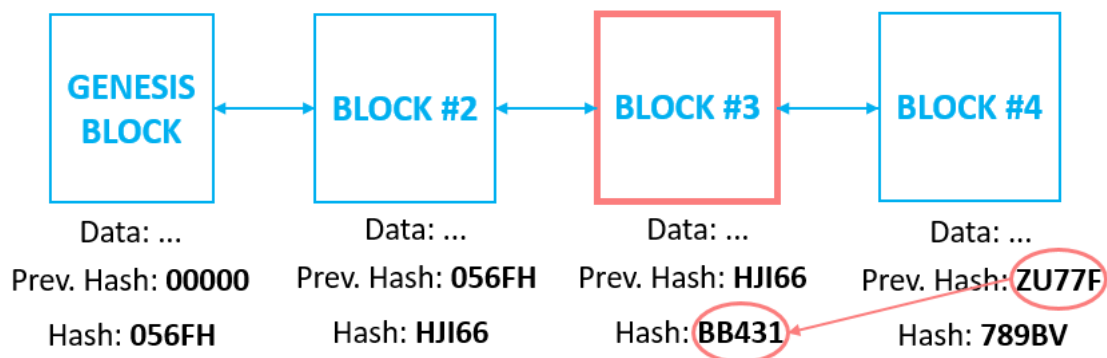 GENESIS
BLOCK
BLOCK #2
BLOCK #3
BLOCK #4
Data: ...
Prev. Hash: 00000
Hash: 056FH
Data: ...
Prev. Hash: 056FH
Hash: HJI66
Data: ...
Prev. Hash: HJI66
Hash: BB431
Data: ...
Prev. Hash: ZU77F
Hash: 789BV